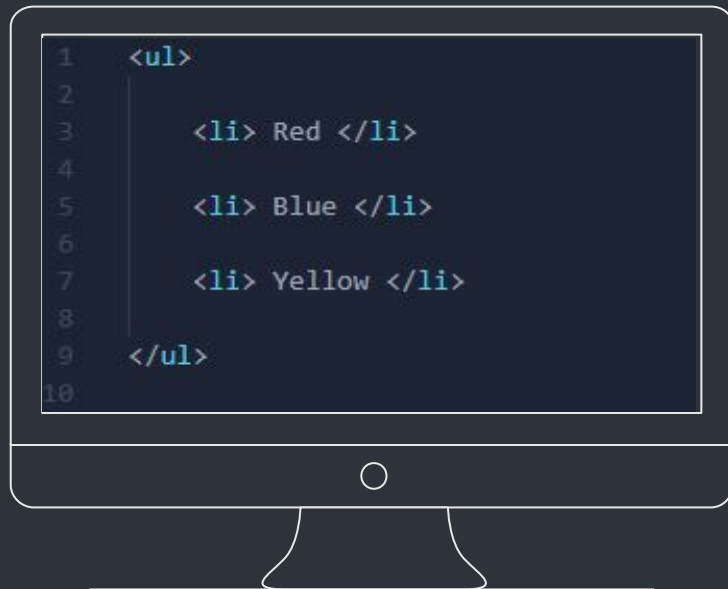 1 <ul>
2
3 <li> Red </li>
4
5 <li> Blue </li>
6
7 <li> Yellow </li>
8
9 </ul>
10